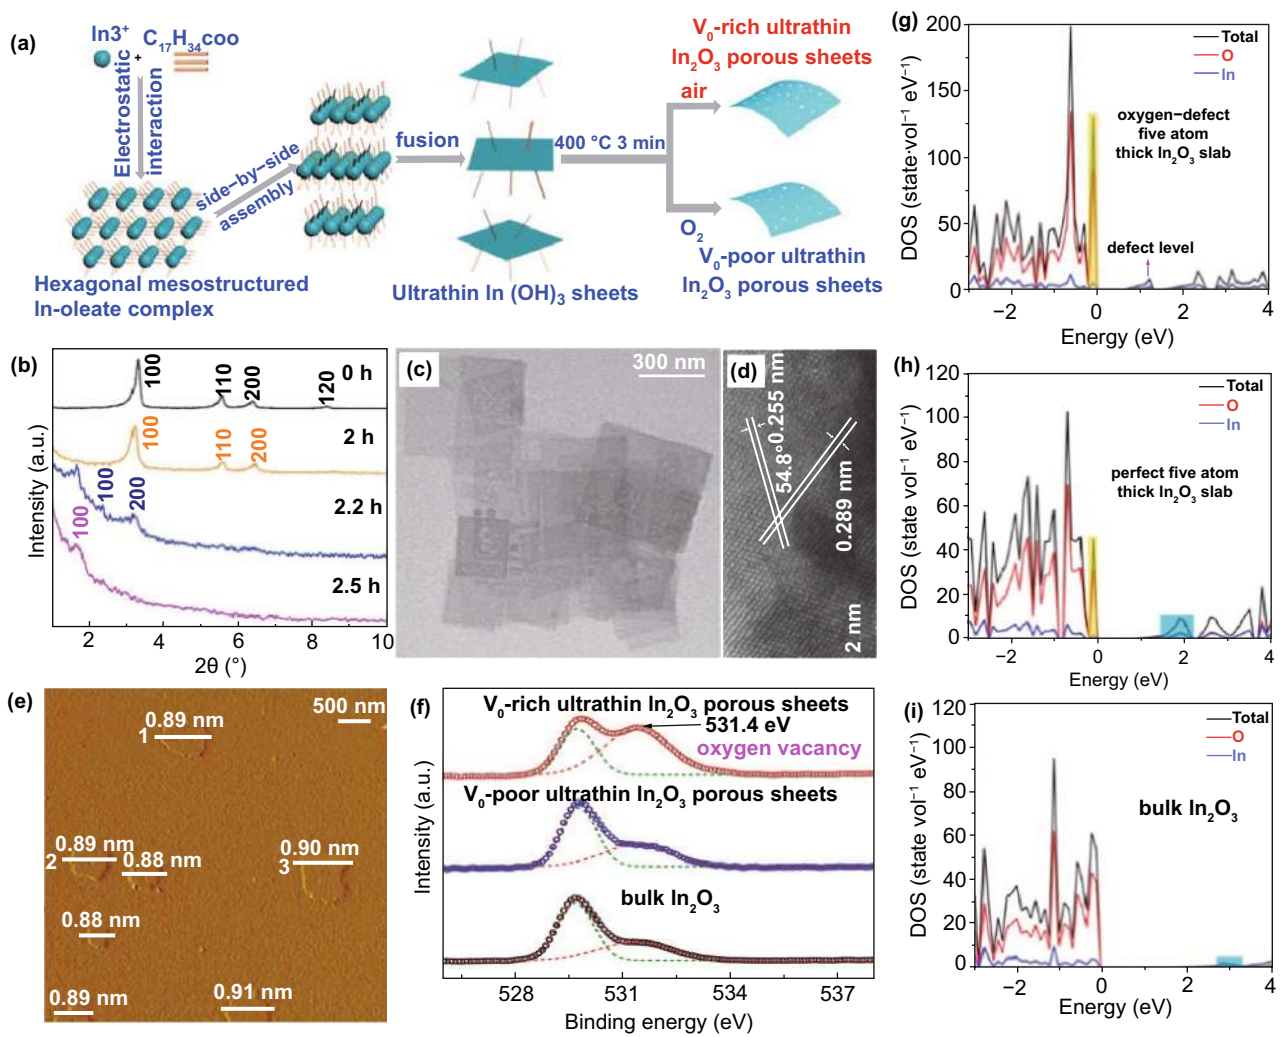 (a)
In3⁺ + C₁₇H₃₄coo
Electrostatic
interaction
side-by-side
assembly
fusion
400 °C 3 min
air
O₂
V₀-rich ultrathin
In₂O₃ porous sheets
V₀-poor ultrathin
In₂O₃ porous sheets
Hexagonal mesostructured
In-oleate complex
Ultrathin In (OH)₃ sheets
(b)
Intensity (a.u.)
100 110 200 120 0 h
100 110 200 2 h
100 200 2.2 h
100 2.5 h
2 4 6 8 10
2θ (°)
(c)
300 nm
(d)
0.255 nm
54.8°
0.289 nm
2 nm
(e)
500 nm
0.89 nm
1
0.89 nm
2
0.88 nm
0.90 nm
3
0.88 nm
0.89 nm
0.91 nm
(f)
V₀-rich ultrathin In₂O₃ porous sheets
531.4 eV
oxygen vacancy
V₀-poor ultrathin In₂O₃ porous sheets
bulk In₂O₃
Intensity (a.u.)
528 531 534 537
Binding energy (eV)
(g)
DOS (state·vol⁻¹ eV⁻¹)
200
150
100
50
0
Total
O
In
oxygen-defect
five atom
thick In₂O₃ slab
defect level
−2 0 2 4
Energy (eV)
(h)
DOS (state vol⁻¹ eV⁻¹)
120
100
80
60
40
20
0
Total
O
In
perfect five atom
thick In₂O₃ slab
−2 0 2 4
Energy (eV)
(i)
DOS (state vol⁻¹ eV⁻¹)
120
100
80
60
40
20
0
Total
O
In
bulk In₂O₃
−2 0 2 4
Energy (eV)